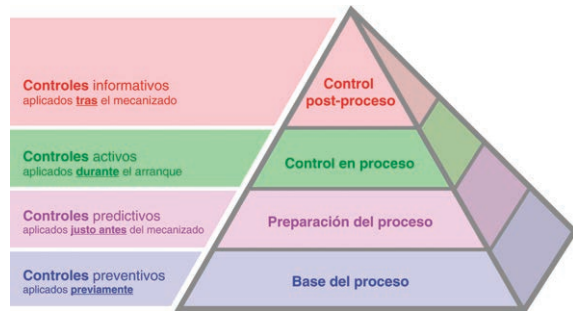 Controles informativos
aplicados tras el mecanizado
Control
post-proceso
Controles activos
aplicados durante el arranque
Control en proceso
Controles predictivos
aplicados justo antes del mecanizado
Preparación del proceso
Controles preventivos
aplicados previamente
Base del proceso